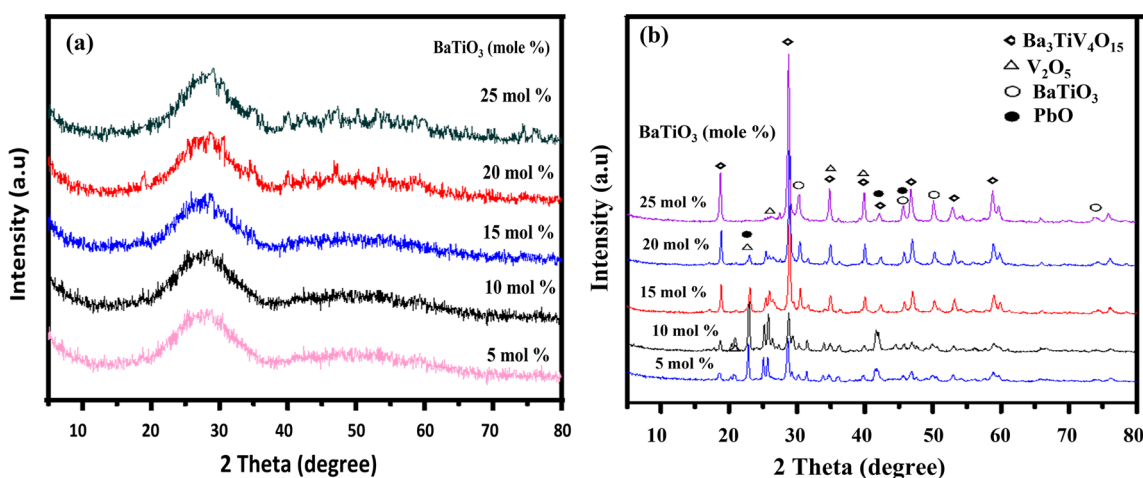 (a)
BaTiO3 (mole %)
25 mol %
20 mol %
15 mol %
10 mol %
5 mol %
Intensity (a.u)
10 20 30 40 50 60 70 80
2 Theta (degree)
(b)
Ba3TiV4O15
V2O5
BaTiO3
PbO
BaTiO3 (mole %)
25 mol %
20 mol %
15 mol %
10 mol %
5 mol %
Intensity (a.u)
10 20 30 40 50 60 70 80
2 Theta (degree)